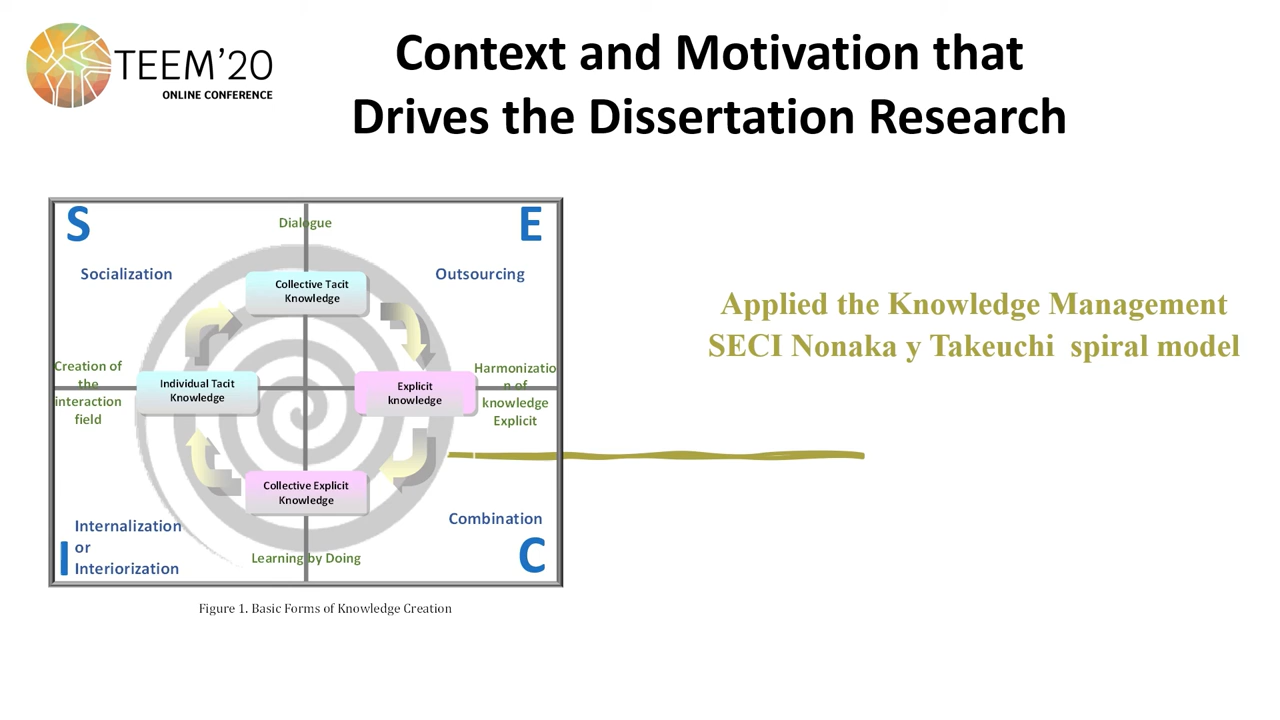 TEEM'20
ONLINE CONFERENCE
Context and Motivation that
Drives the Dissertation Research
S
E
Dialogue
Socialization
Outsourcing
Collective Tacit
Knowledge
Creation of
the
interaction
field
Individual Tacit
Knowledge
Explicit
knowledge
Harmonizatio
n of
knowledge
Explicit
Collective Explicit
Knowledge
Internalization
or
Interiorization
I
Learning by Doing
Combination
C
Figure 1. Basic Forms of Knowledge Creation
Applied the Knowledge Management
SECI Nonaka y Takeuchi spiral model